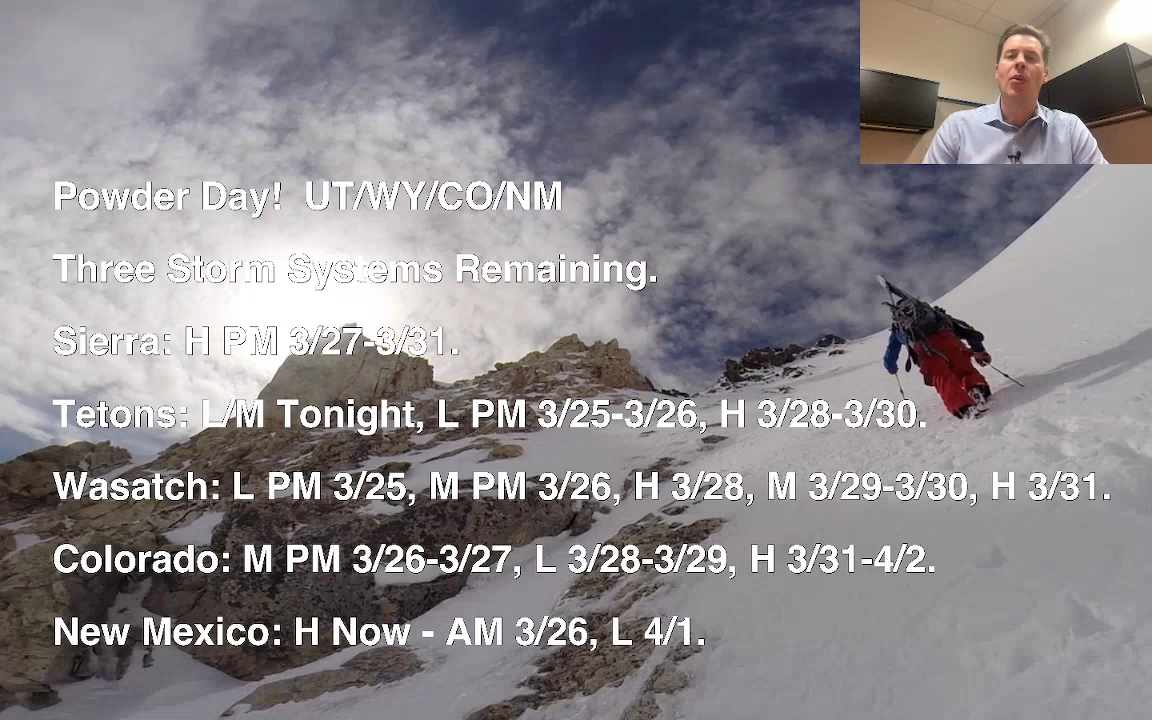 Powder Day!  UT/WY/CO/NM
Three Storm Systems Remaining.
Sierra: H PM 3/27-3/31.
Tetons: L/M Tonight, L PM 3/25-3/26, H 3/28-3/30.
Wasatch: L PM 3/25, M PM 3/26, H 3/28, M 3/29-3/30, H 3/31.
Colorado: M PM 3/26-3/27, L 3/28-3/29, H 3/31-4/2.
New Mexico: H Now - AM 3/26, L 4/1.